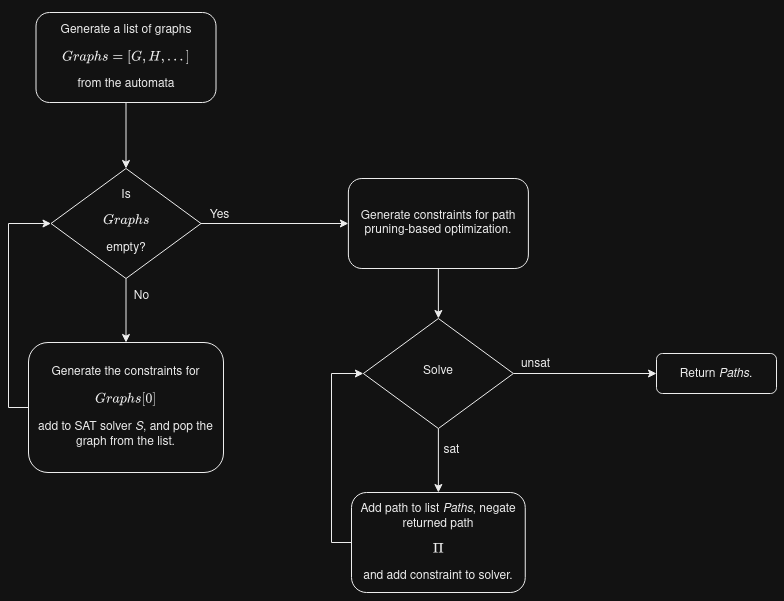 Generate a list of graphs
Graphs = [G, H, . . . ]
from the automata
Is
Graphs
empty?
Yes
No
Generate the constraints for
Graphs[0]
add to SAT solver S, and pop the
graph from the list.
Generate constraints for path
pruning-based optimization.
Solve
unsat
Return Paths.
sat
Add path to list Paths, negate
returned path
Π
and add constraint to solver.